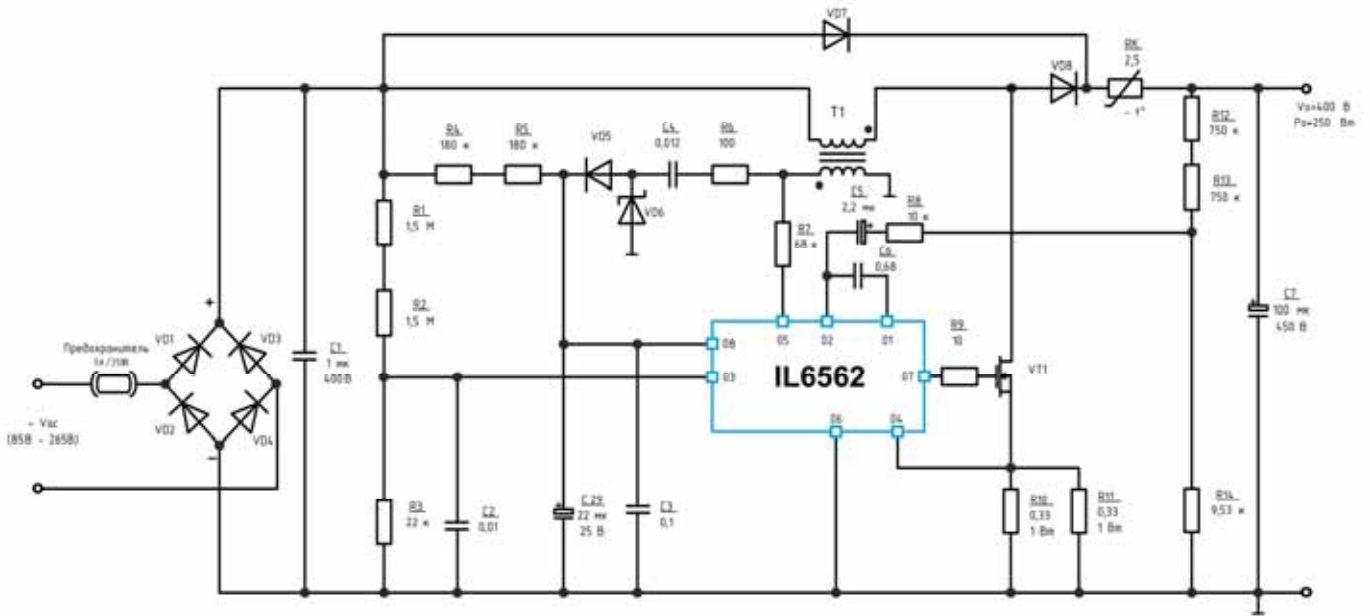 VD7
RK
2,5
VD8
- t°
T1
Vo=400 В
Po=250 Вт
R12
750 к
R13
750 к
R4
180 к
R5
180 к
VD5
C4
0,012
R6
100
VD6
C5
2,2 мк
+
R8
10 к
R7
68 к
C6
0,68
R1
1,5 М
R2
1,5 М
+
VD1
VD3
VD2
VD4
-
Предохранитель
~ Vac
(85В - 265В)
C1
1 мк
400В
08
03
05
02
01
07
06
04
IL6562
R9
10
VT1
+
C7
100 мк
450 В
R3
22 к
C2
0,01
+
C29
22 мк
25 В
C3
0,1
R10
0,33
1 Вт
R11
0,33
1 Вт
R14
9,53 к